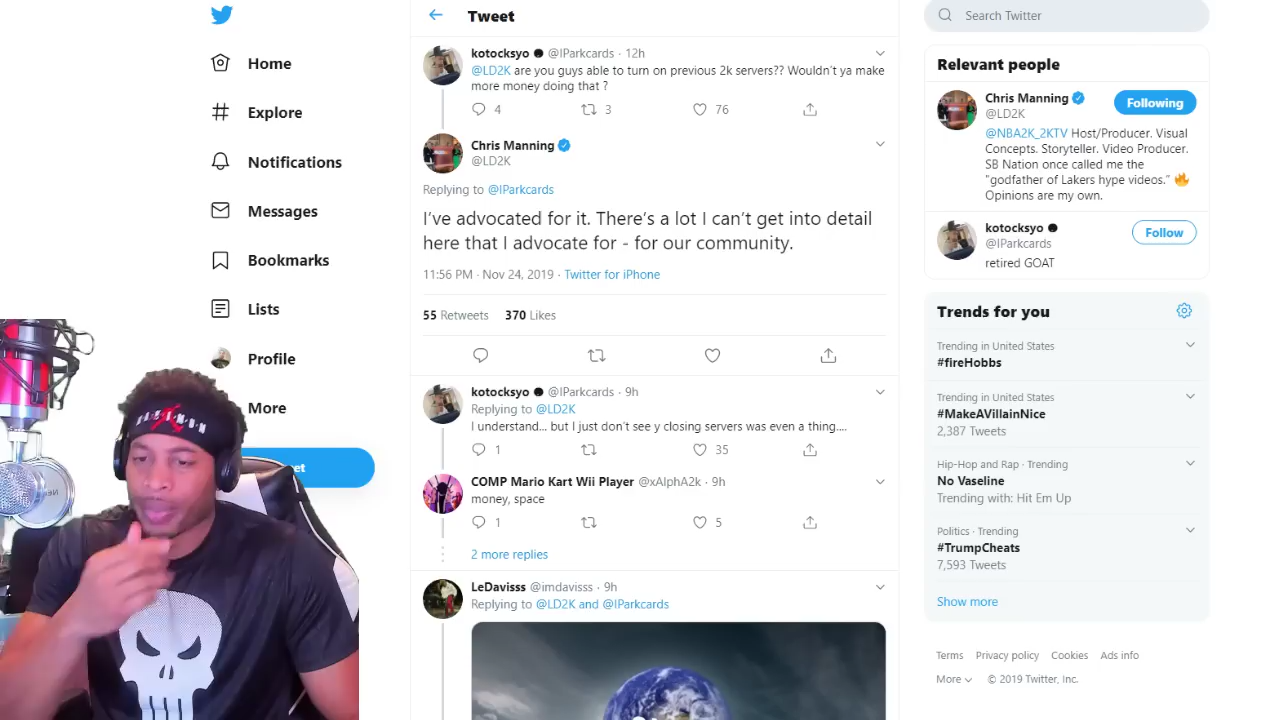 Home
Explore
Notifications
Messages
Bookmarks
Lists
Profile
More
et
Tweet
kotocksyo @IParkcards · 12h
@LD2K are you guys able to turn on previous 2k servers?? Wouldn't ya make
more money doing that ?
4 3 76
Chris Manning
@LD2K
Replying to @IParkcards
I've advocated for it. There's a lot I can't get into detail
here that I advocate for - for our community.
11:56 PM · Nov 24, 2019 · Twitter for iPhone
55 Retweets 370 Likes
kotocksyo @IParkcards · 9h
Replying to @LD2K
I understand... but I just don't see y closing servers was even a thing....
1 35
COMP Mario Kart Wii Player @xAlphA2k · 9h
money, space
1 5
2 more replies
LeDavisss @imdavisss · 9h
Replying to @LD2K and @IParkcards
Search Twitter
Relevant people
Chris Manning
@LD2K
Following
@NBA2K_2KTV Host/Producer. Visual
Concepts. Storyteller. Video Producer.
SB Nation once called me the
"godfather of Lakers hype videos."
Opinions are my own.
kotocksyo
@IParkcards
Follow
retired GOAT
Trends for you
Trending in United States
#fireHobbs
Trending in United States
#MakeAVillainNice
2,387 Tweets
Hip-Hop and Rap · Trending
No Vaseline
Trending with: Hit Em Up
Politics · Trending
#TrumpCheats
7,593 Tweets
Show more
Terms Privacy policy Cookies Ads info
More © 2019 Twitter, Inc.